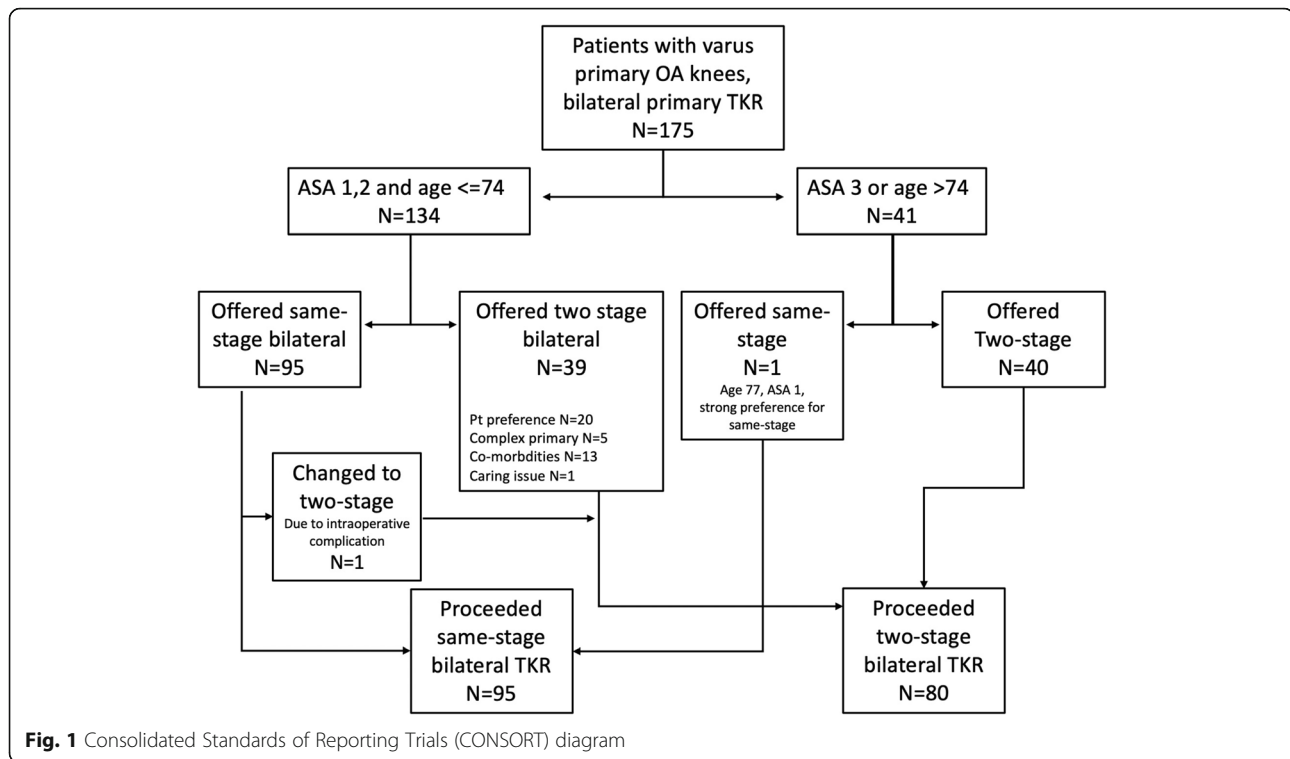 Patients with varus
primary OA knees,
bilateral primary TKR
N=175
ASA 1,2 and age <=74
N=134
ASA 3 or age >74
N=41
Offered same-
stage bilateral
N=95
Offered two stage
bilateral
N=39
Pt preference N=20
Complex primary N=5
Co-morbdities N=13
Caring issue N=1
Offered same-
stage
N=1
Age 77, ASA 1,
strong preference for
same-stage
Offered
Two-stage
N=40
Changed to
two-stage
Due to intraoperative
complication
N=1
Proceeded
same-stage
bilateral TKR
N=95
Proceeded
two-stage
bilateral TKR
N=80
Fig. 1 Consolidated Standards of Reporting Trials (CONSORT) diagram